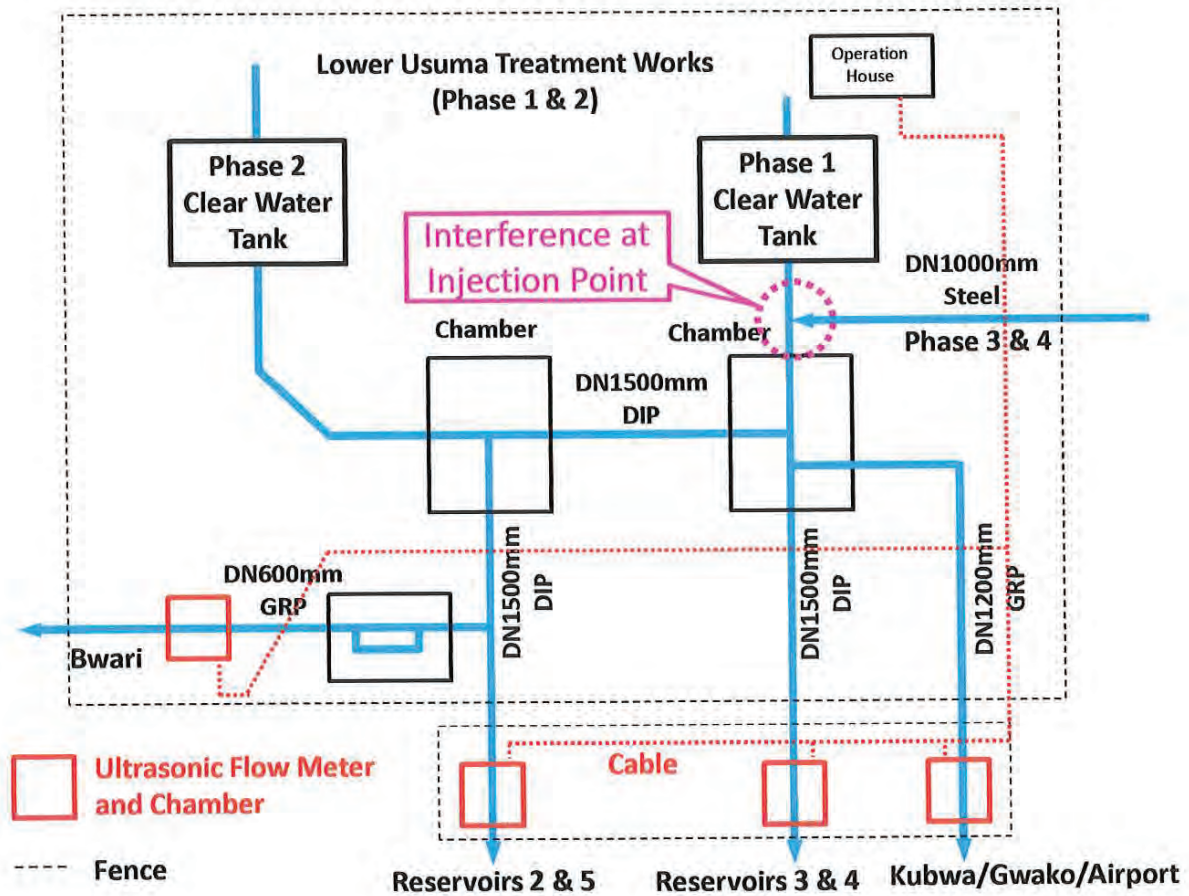 Lower Usuma Treatment Works
(Phase 1 & 2)
Operation
House
Phase 2
Clear Water
Tank
Phase 1
Clear Water
Tank
Interference at
Injection Point
DN1000mm
Steel
Phase 3 & 4
Chamber
Chamber
DN1500mm
DIP
DN600mm
GRP
DN1500mm
DIP
DN1500mm
DIP
DN1200mm
GRP
Bwari
Ultrasonic Flow Meter
and Chamber
Cable
Fence
Reservoirs 2 & 5
Reservoirs 3 & 4
Kubwa/Gwako/Airport